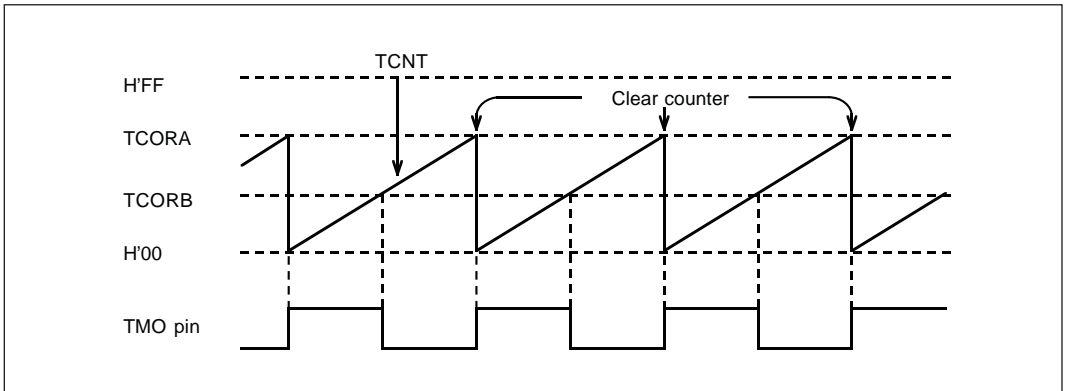 TCNT
H'FF
Clear counter
TCORA
TCORB
H'00
TMO pin